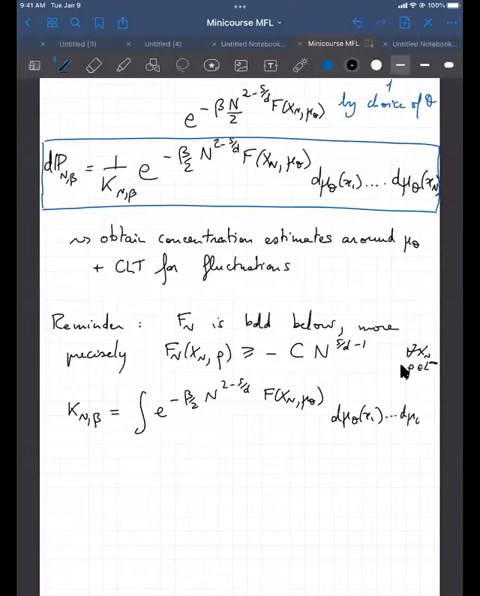 9:41 AM Tue Jan 9
100%
Minicourse MFL
Untitled (3)
Untitled (4)
Untitled Notebook...
Minicourse MFL
Untitled Notebook...
e^{-β N/2 N^{2-s/d} F(X_N, μ_θ)}
by choice of θ
dP_{N,β} = 1/K_{N,β} e^{-β/2 N^{2-s/d} F(X_N, μ_θ)} dμ_θ(x_1)....dμ_θ(x_N)
⇝ obtain concentration estimates around μ_θ
+ CLT for fluctuations
Reminder : F_N is bdd below, more
precisely F_N(X_N, ρ) ⩾ - C N^{s/d-1} ∀X_N
ρ ∈ L^∞
K_{N,β} = ∫ e^{-β/2 N^{2-s/d} F(X_N, μ_θ)} dμ_θ(x_1)...dμ